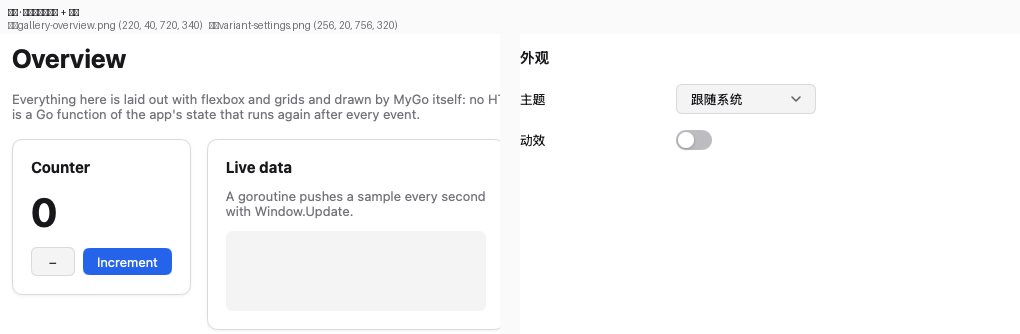 gallery-overview.png (220, 40, 720, 340) variant-settings.png (256, 20, 756, 320)
Overview
Everything here is laid out with flexbox and grids and drawn by MyGo itself: no
is a Go function of the app's state that runs again after every event.
Counter
0
–
Increment
Live data
A goroutine pushes a sample every second
with Window.Update.
外观
主题
跟随系统
动效